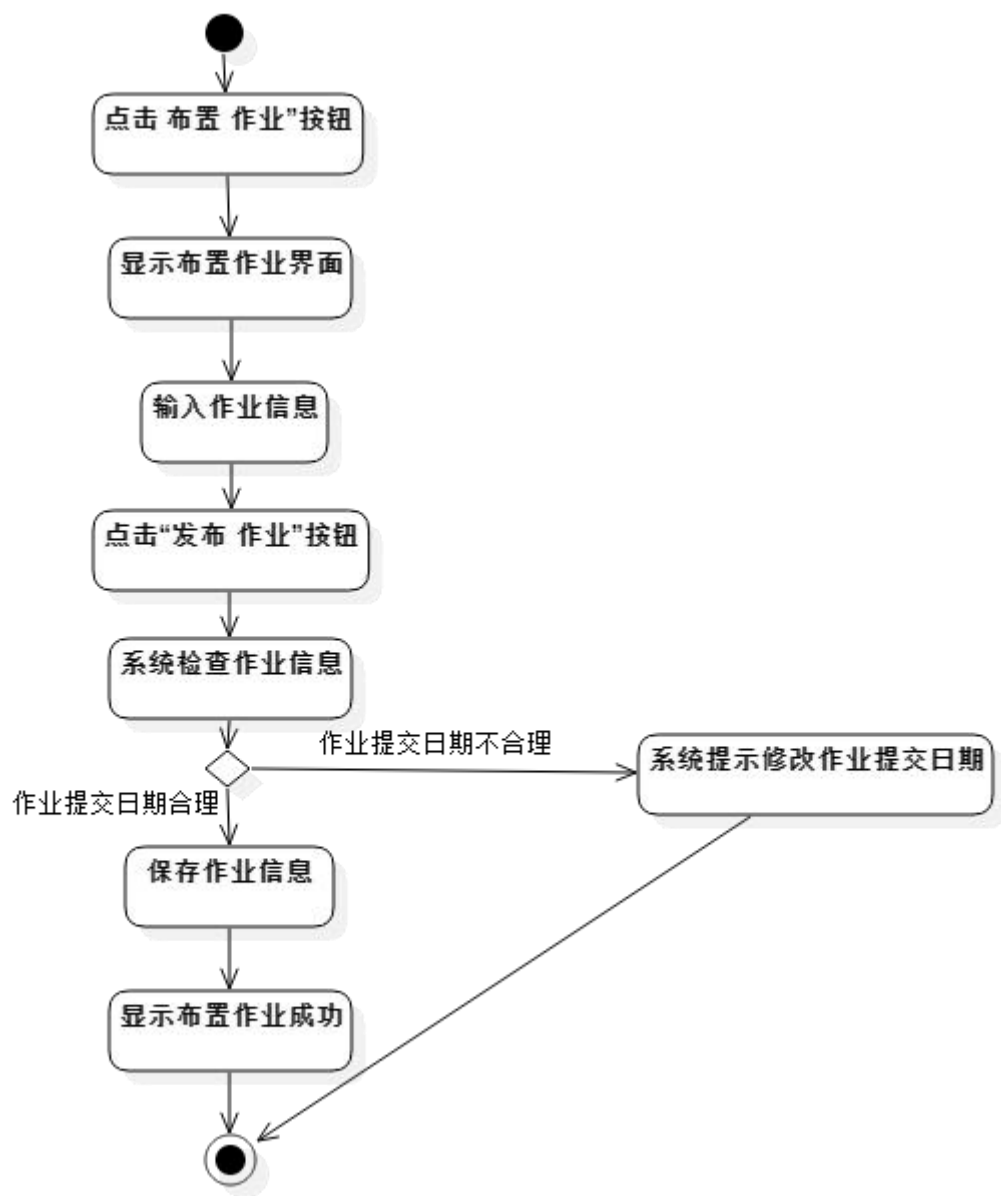 点击 布置 作业”按钮
显示布置作业界面
输入作业信息
点击“发布 作业”按钮
系统检查作业信息
作业提交日期不合理
系统提示修改作业提交日期
作业提交日期合理
保存作业信息
显示布置作业成功